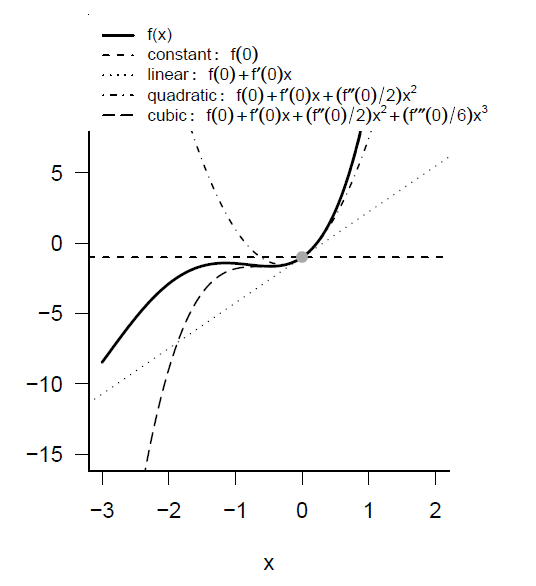 f(x)
constant: f(0)
linear: f(0)+f′(0)x
quadratic: f(0)+f′(0)x+(f″(0)/2)x²
cubic: f(0)+f′(0)x+(f″(0)/2)x²+(f‴(0)/6)x³
5
0
−5
−10
−15
−3 −2 −1 0 1 2
x